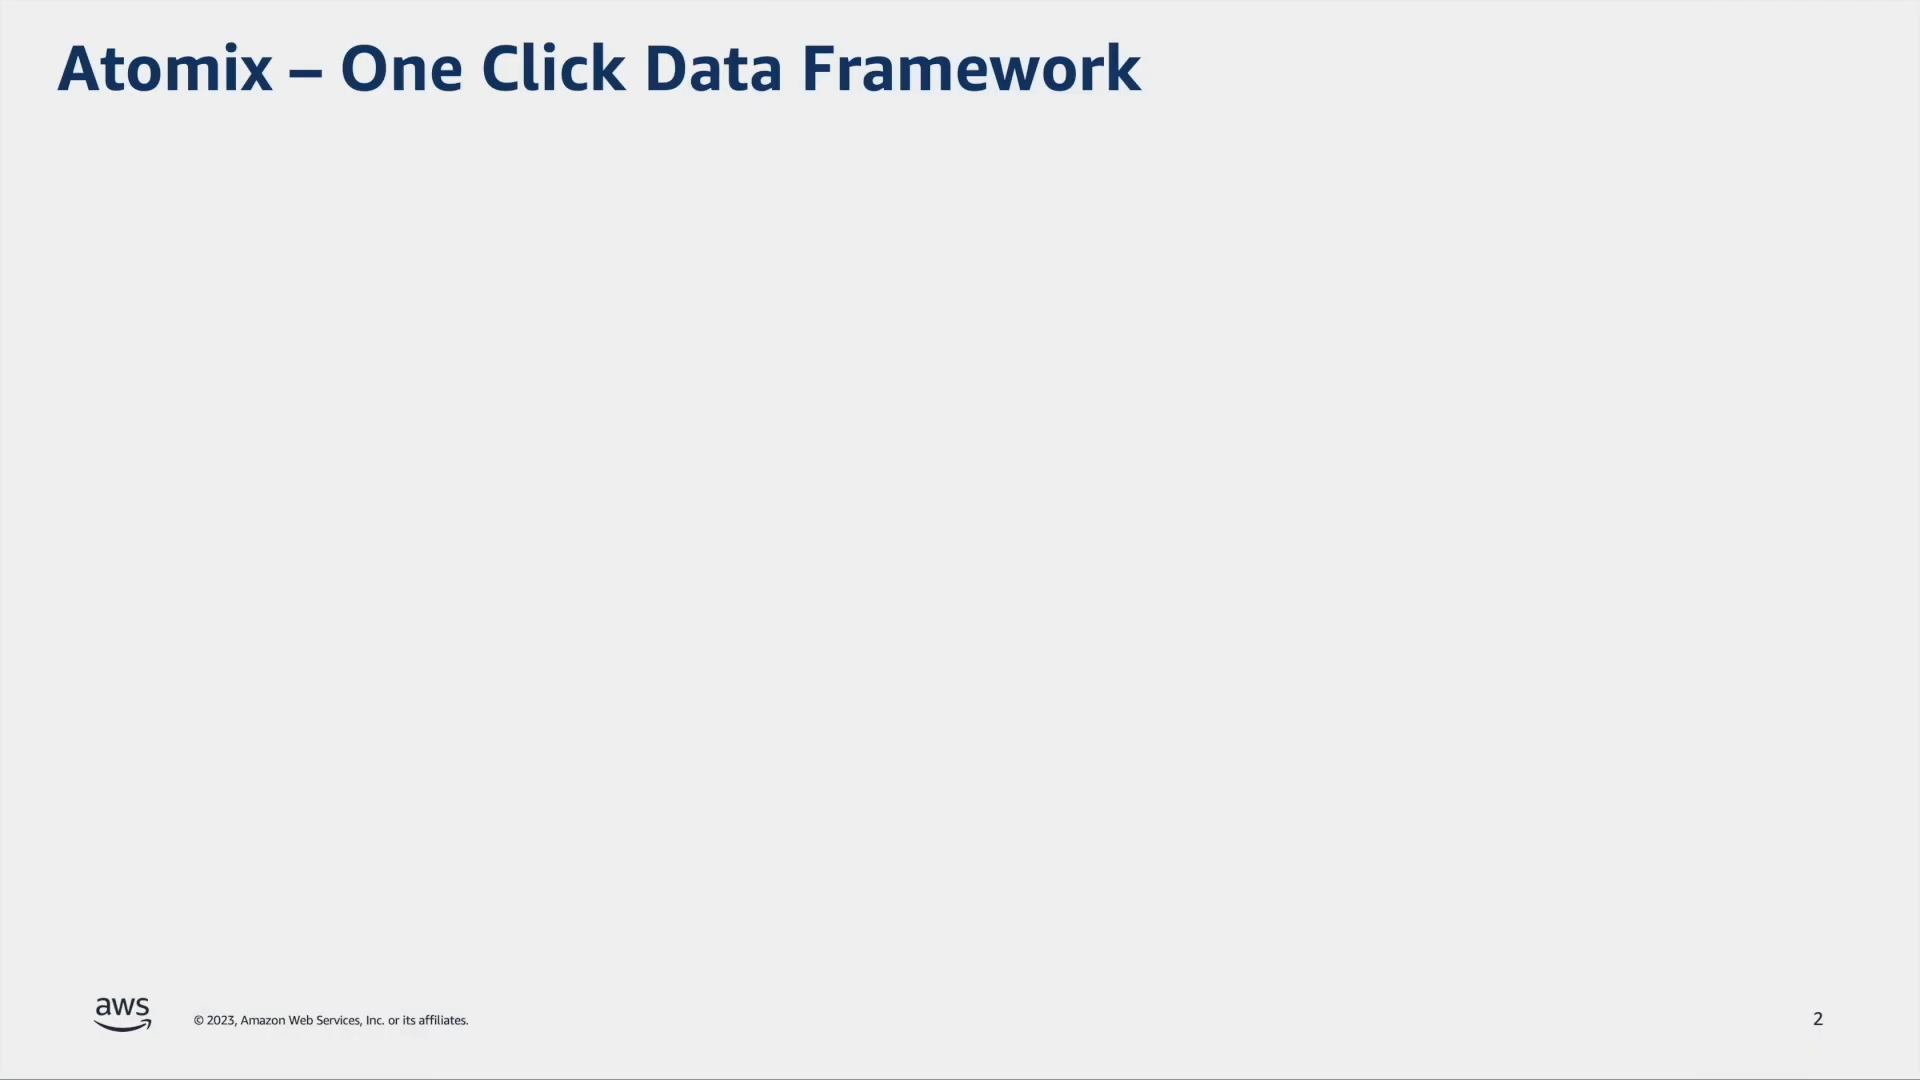 Atomix – One Click Data Framework
aws
© 2023, Amazon Web Services, Inc. or its affiliates.
2